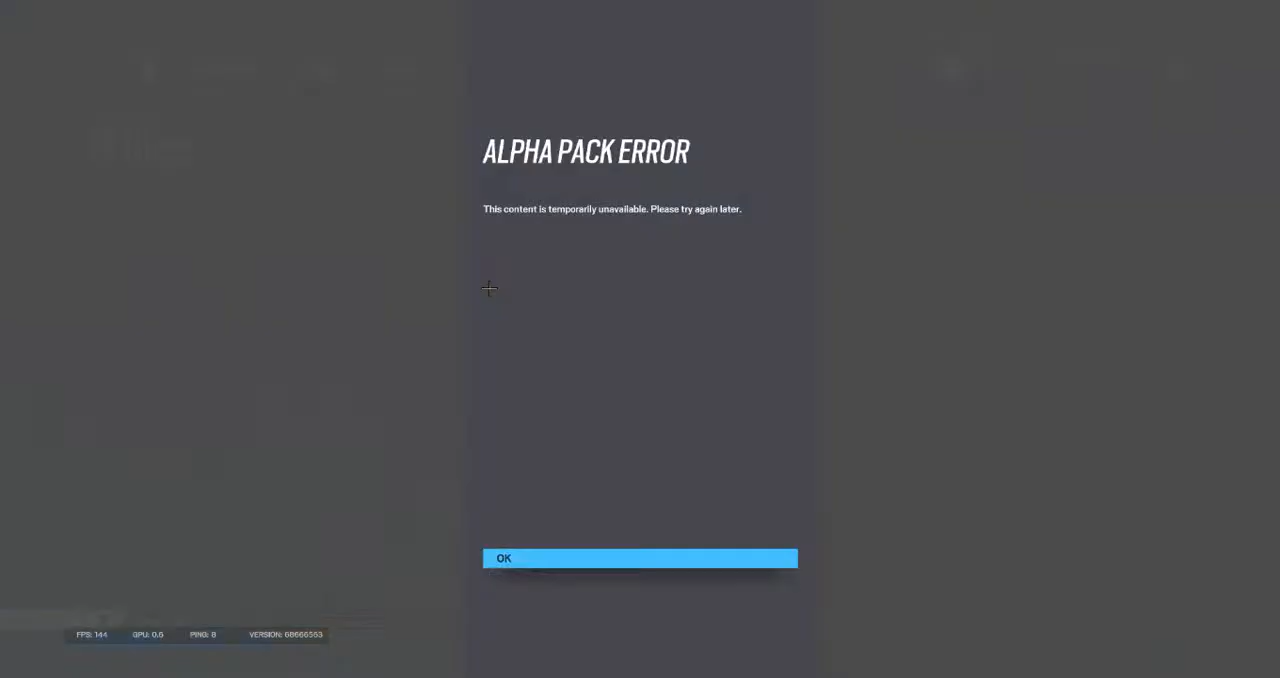 ALPHA PACK ERROR
This content is temporarily unavailable. Please try again later.
OK
FPS: 144 GPU: 0.6 PING: 8 VERSION: 68666553